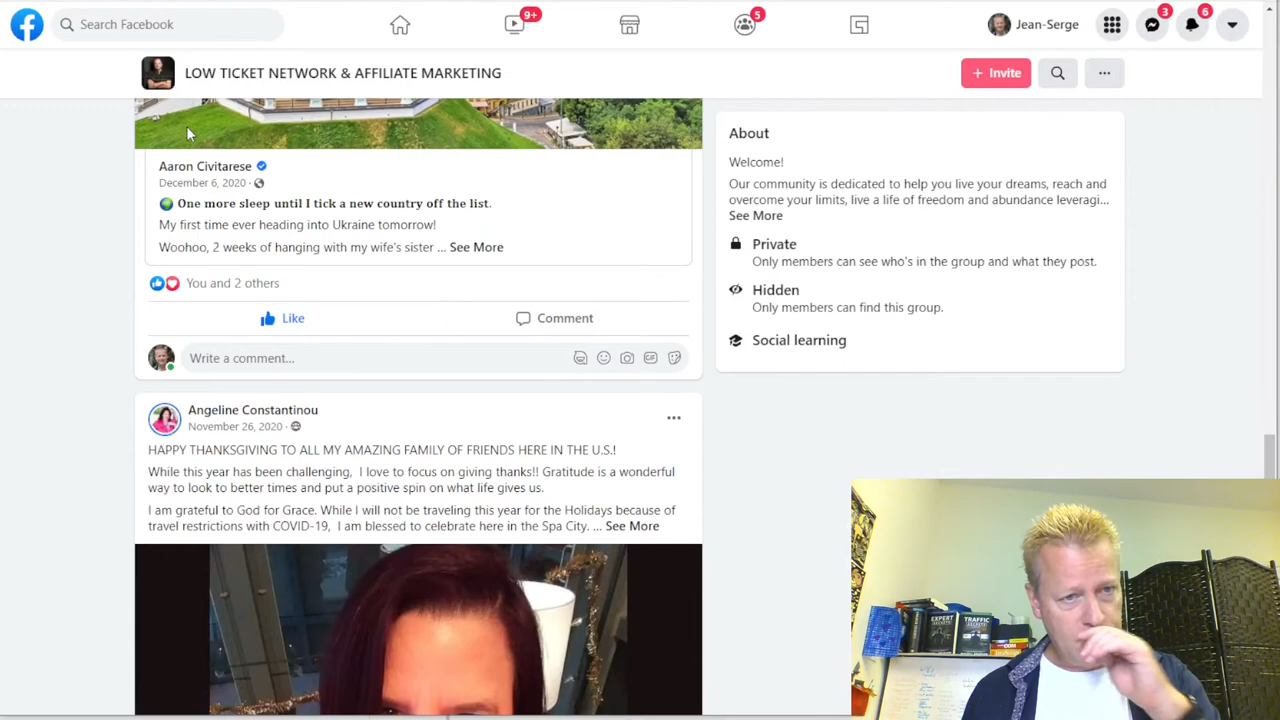 Search Facebook
9+
5
Jean-Serge
3
6
LOW TICKET NETWORK & AFFILIATE MARKETING
+ Invite
Aaron Civitarese
December 6, 2020 ·
One more sleep until I tick a new country off the list.
My first time ever heading into Ukraine tomorrow!
Woohoo, 2 weeks of hanging with my wife's sister ... See More
You and 2 others
Like
Comment
Write a comment...
GIF
Angeline Constantinou
November 26, 2020 ·
HAPPY THANKSGIVING TO ALL MY AMAZING FAMILY OF FRIENDS HERE IN THE U.S.!
While this year has been challenging, I love to focus on giving thanks!! Gratitude is a wonderful
way to look to better times and put a positive spin on what life gives us.
I am grateful to God for Grace. While I will not be traveling this year for the Holidays because of
travel restrictions with COVID-19, I am blessed to celebrate here in the Spa City. ... See More
About
Welcome!
Our community is dedicated to help you live your dreams, reach and
overcome your limits, live a life of freedom and abundance leveragi...
See More
Private
Only members can see who's in the group and what they post.
Hidden
Only members can find this group.
Social learning
EXPERT
SECRETS
TRAFFIC
SECRETS